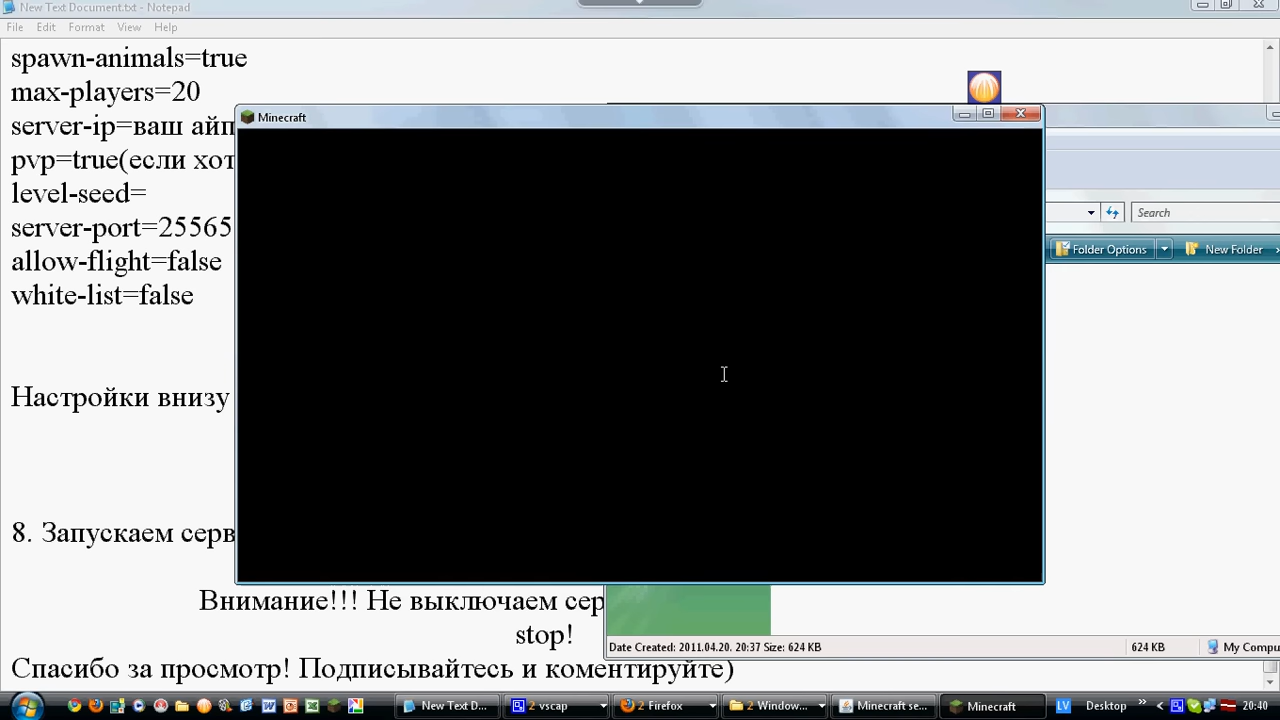 New Text Document.txt - Notepad
File Edit Format View Help
spawn-animals=true
max-players=20
server-ip=ваш айп
pvp=true(если хот
level-seed=
server-port=25565
allow-flight=false
white-list=false
Minecraft
Search
Folder Options
New Folder
Настройки внизу
8. Запускаем серв
Внимание!!! Не выключаем сер
stop!
Date Created: 2011.04.20. 20:37 Size: 624 KB
624 KB
My Compu
Спасибо за просмотр! Подписывайтесь и коментируйте)
New Text D...
2 vscap
2 Firefox
2 Window...
Minecraft se...
Minecraft
LV
Desktop
20:40